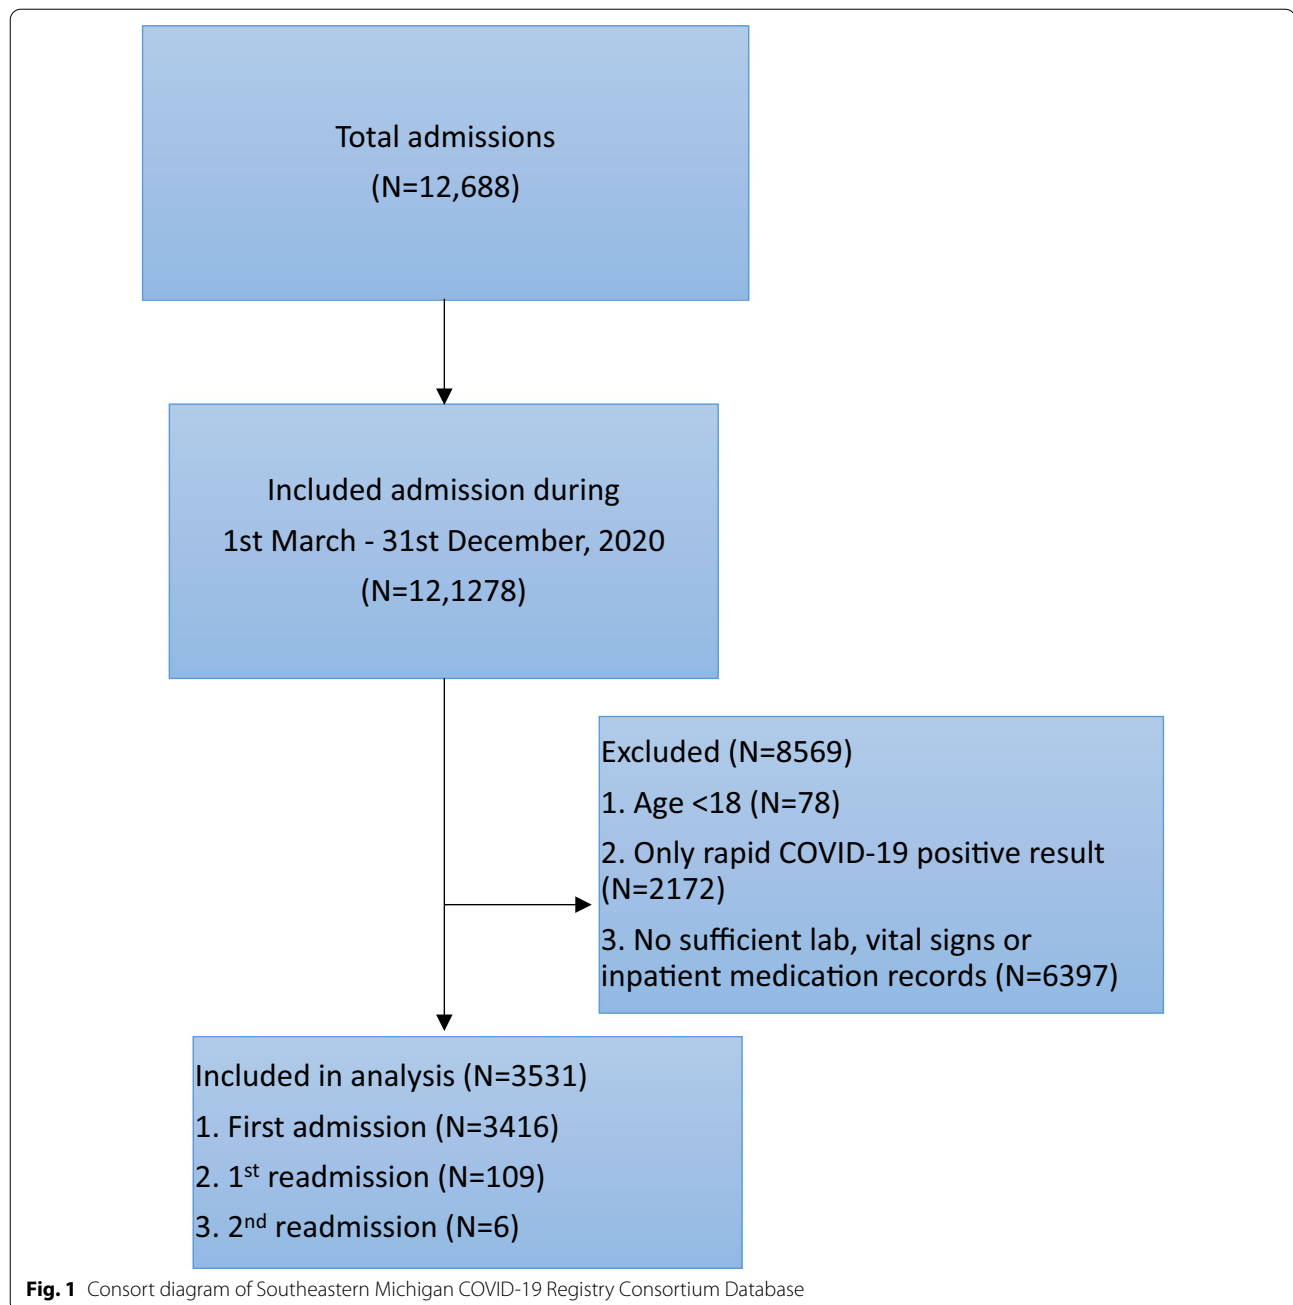 Total admissions
(N=12,688)
Included admission during
1st March - 31st December, 2020
(N=12,1278)
Excluded (N=8569)
1. Age <18 (N=78)
2. Only rapid COVID-19 positive result
(N=2172)
3. No sufficient lab, vital signs or
inpatient medication records (N=6397)
Included in analysis (N=3531)
1. First admission (N=3416)
2. 1st readmission (N=109)
3. 2nd readmission (N=6)
Fig. 1 Consort diagram of Southeastern Michigan COVID-19 Registry Consortium Database